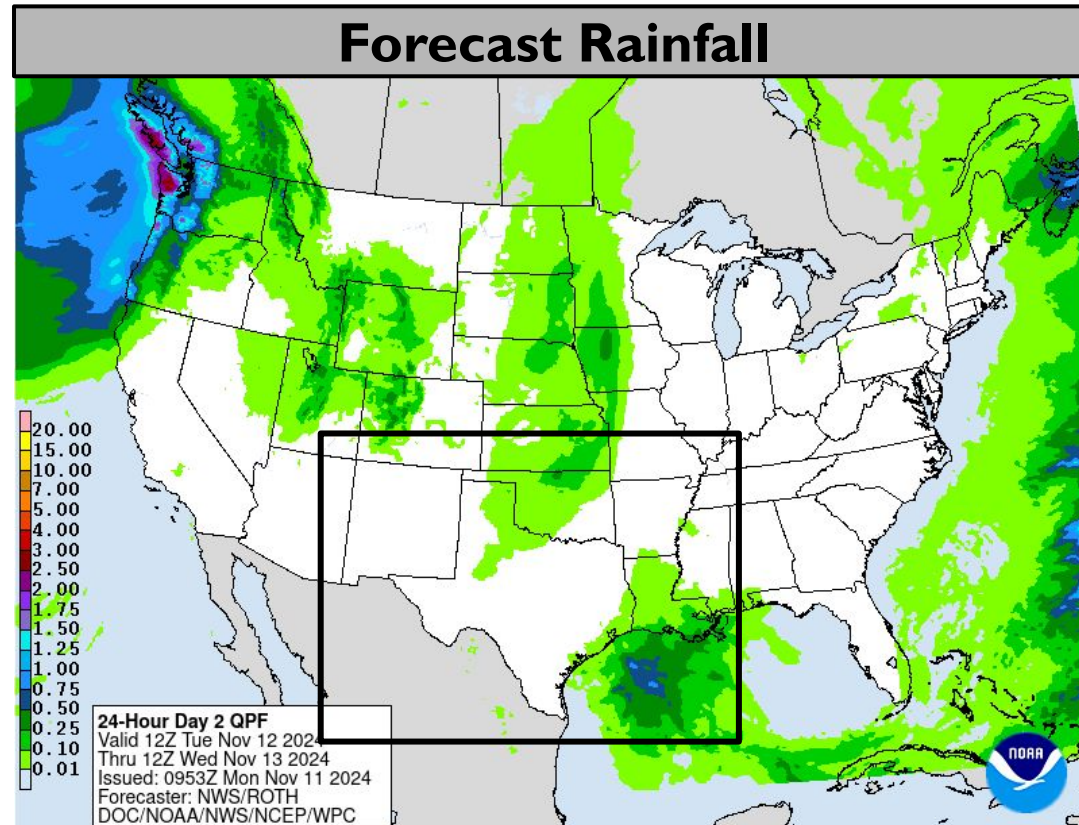 Forecast Rainfall
20.00
15.00
10.00
7.00
5.00
4.00
3.00
2.50
2.00
1.75
1.50
1.25
1.00
0.75
0.50
0.25
0.10
0.01
24-Hour Day 2 QPF
Valid 12Z Tue Nov 12 2024
Thru 12Z Wed Nov 13 2024
Issued: 0953Z Mon Nov 11 2024
Forecaster: NWS/ROTH
DOC/NOAA/NWS/NCEP/WPC
NOAA